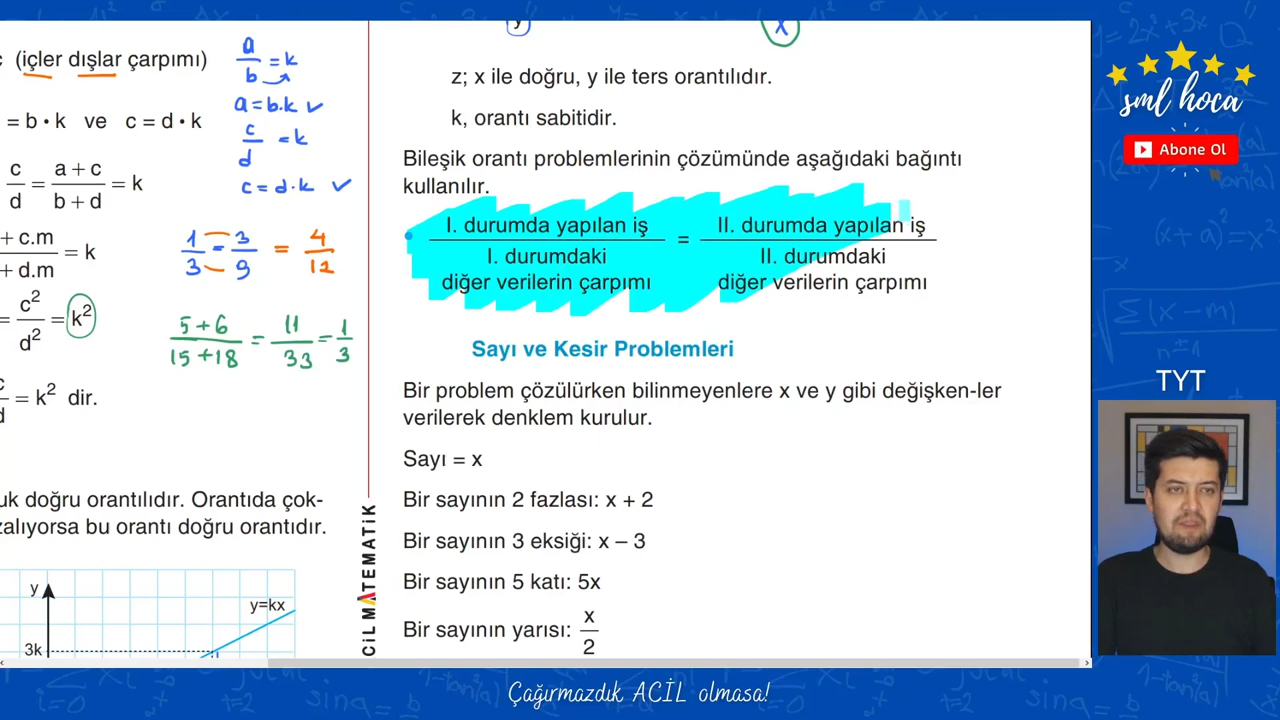 c (içler dışlar çarpımı)
= b • k ve c = d • k
c/d = a + c/b + d = k
+ c.m
+ d.m = k
= c²/d² = k²
c/d = k² dir.
uk doğru orantılıdır. Orantıda çok-
zalıyorsa bu orantı doğru orantıdır.
y
y=kx
3k
a/b = k
a = b.k ✓
c/d = k
c = d.k ✓
1/3 = 3/9 = 4/12
5+6/15+18 = 11/33 = 1/3
CiL MATEMATiK
y
x
z; x ile doğru, y ile ters orantılıdır.
k, orantı sabitidir.
Bileşik orantı problemlerinin çözümünde aşağıdaki bağıntı
kullanılır.
I. durumda yapılan iş = II. durumda yapılan iş
I. durumdaki II. durumdaki
diğer verilerin çarpımı diğer verilerin çarpımı
Sayı ve Kesir Problemleri
Bir problem çözülürken bilinmeyenlere x ve y gibi değişken-ler
verilerek denklem kurulur.
Sayı = x
Bir sayının 2 fazlası: x + 2
Bir sayının 3 eksiği: x – 3
Bir sayının 5 katı: 5x
Bir sayının yarısı: x/2
sml hoca
Abone Ol
TYT
Çağırmazdık ACİL olmasa!